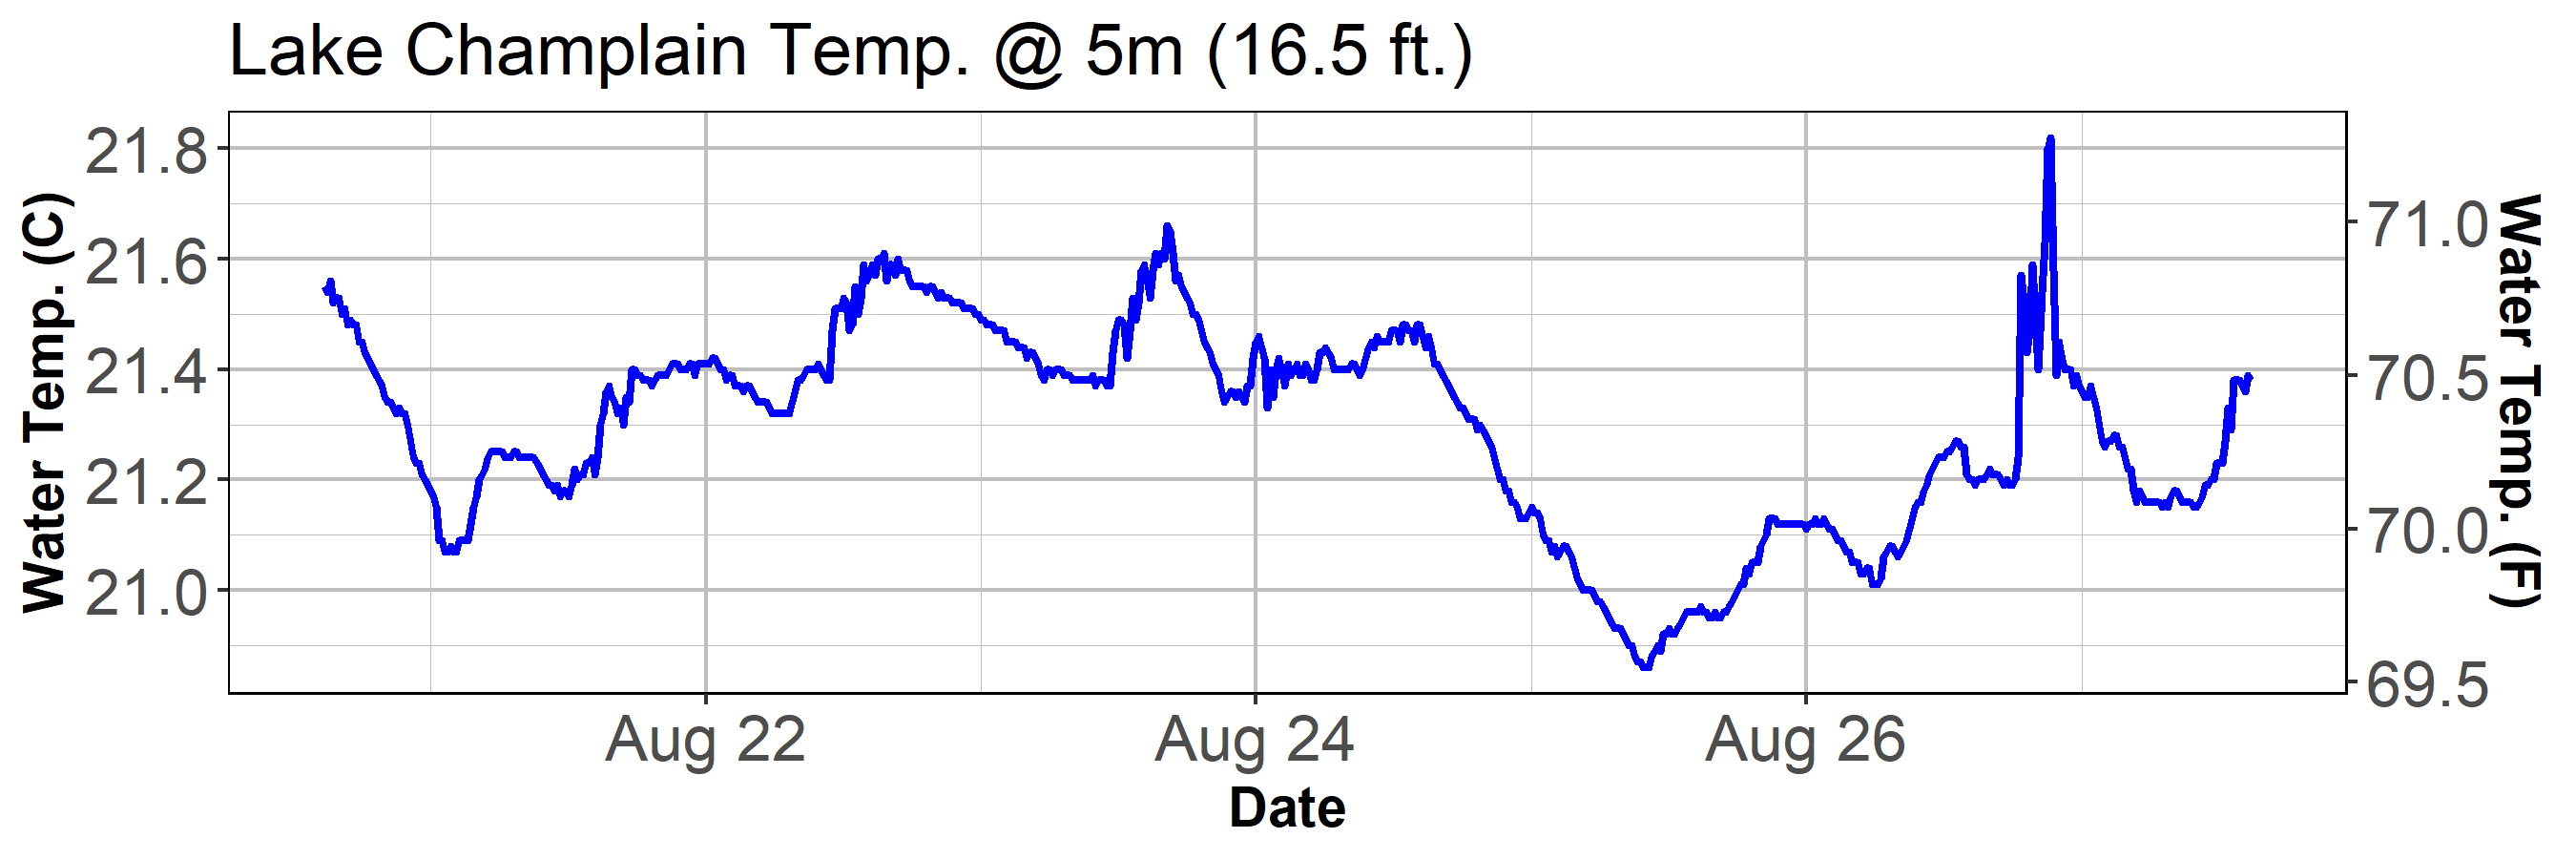 Lake Champlain Temp. @ 5m (16.5 ft.)
Water Temp. (C)
21.8
21.6
21.4
21.2
21.0
71.0
70.5
70.0
69.5
Water Temp. (F)
Aug 22
Aug 24
Aug 26
Date